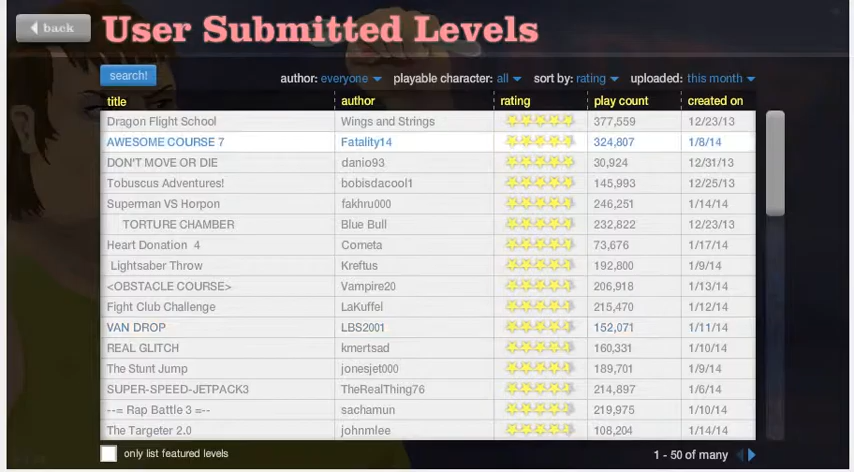 back
User Submitted Levels
search!
author: everyone playable character: all sort by: rating uploaded: this month
title author rating play count created on
Dragon Flight School Wings and Strings 377,559 12/23/13
AWESOME COURSE 7 Fatality14 324,807 1/8/14
DON'T MOVE OR DIE danio93 30,924 12/31/13
Tobuscus Adventures! bobisdacool1 145,993 12/25/13
Superman VS Horpon fakhru000 246,251 1/14/14
TORTURE CHAMBER Blue Bull 232,822 12/23/13
Heart Donation 4 Cometa 73,676 1/17/14
Lightsaber Throw Kreftus 192,800 1/9/14
<OBSTACLE COURSE> Vampire20 206,918 1/13/14
Fight Club Challenge LaKuffel 215,470 1/12/14
VAN DROP LBS2001 152,071 1/11/14
REAL GLITCH kmertsad 160,331 1/10/14
The Stunt Jump jonesjet000 189,701 1/9/14
SUPER-SPEED-JETPACK3 TheRealThing76 214,897 1/6/14
--= Rap Battle 3 =-- sachamun 219,975 1/10/14
The Targeter 2.0 johnmlee 108,204 1/14/14
only list featured levels 1 - 50 of many